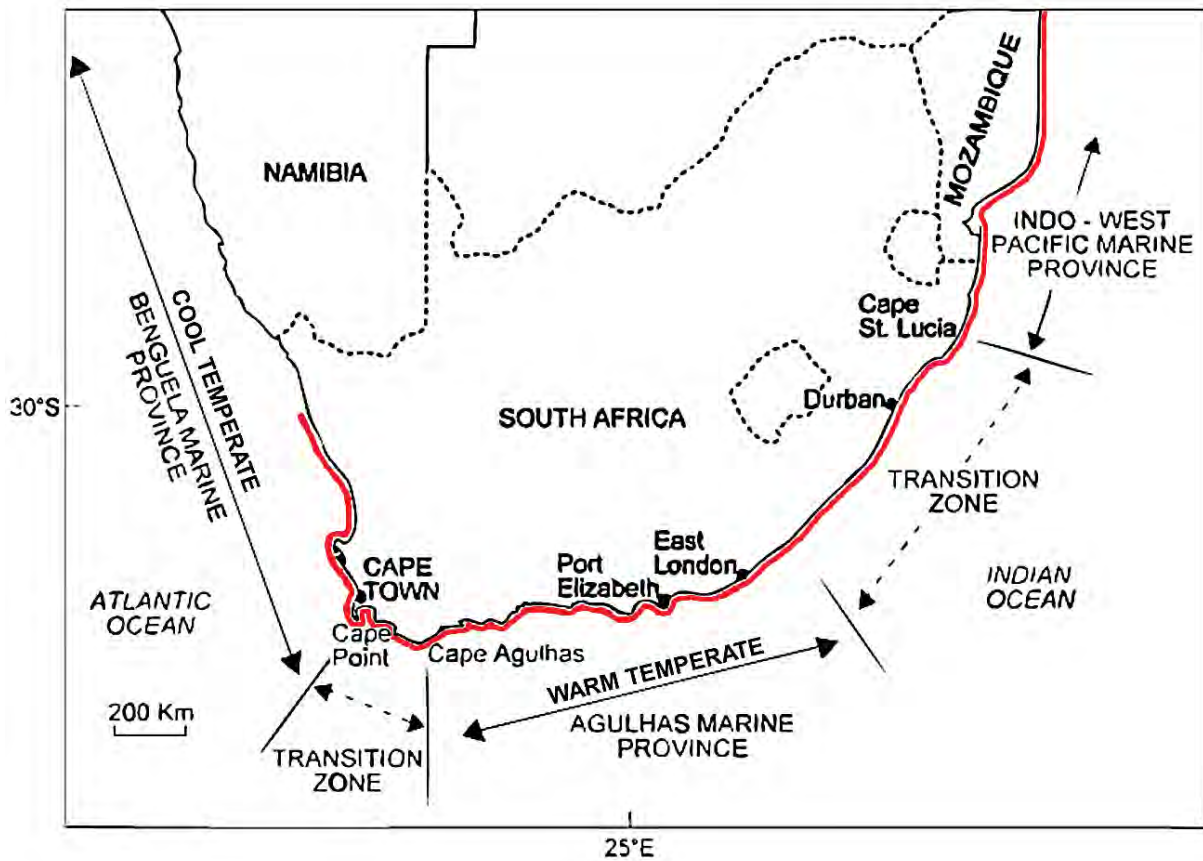 NAMIBIA
MOZAMBIQUE
INDO - WEST
PACIFIC MARINE
PROVINCE
COOL TEMPERATE
BENGUELA MARINE
PROVINCE
Cape
St. Lucia
30°S
Durban
SOUTH AFRICA
TRANSITION
ZONE
East
London
Port
Elizabeth
CAPE
TOWN
INDIAN
OCEAN
ATLANTIC
OCEAN
Cape
Point
Cape Agulhas
WARM TEMPERATE
200 Km
AGULHAS MARINE
PROVINCE
TRANSITION
ZONE
25°E